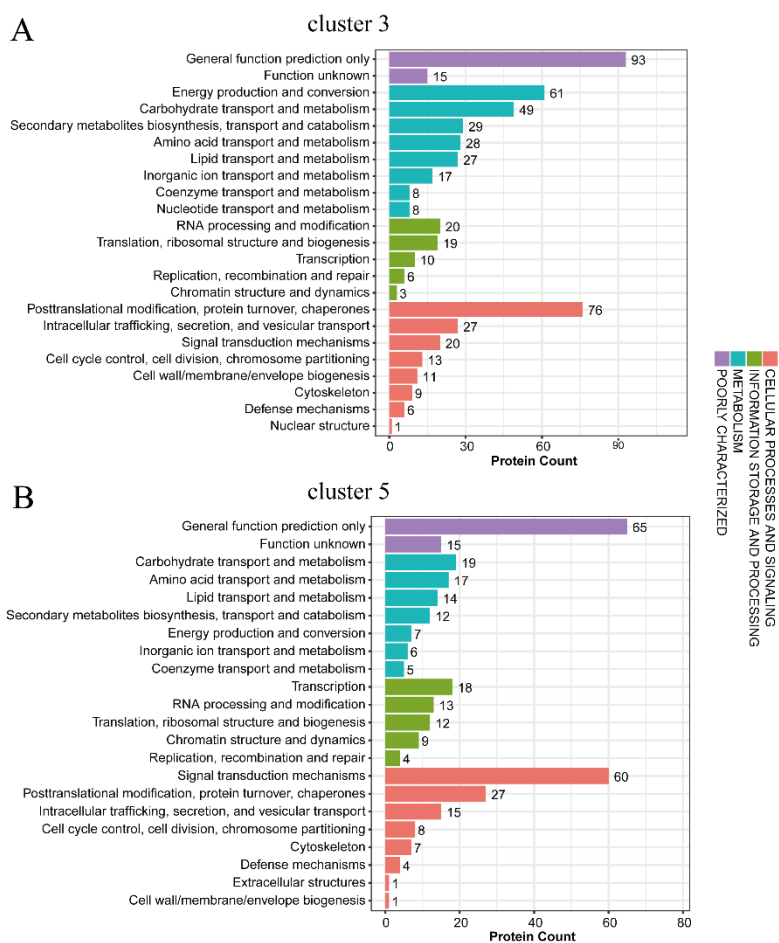 A
cluster 3
General function prediction only 93
Function unknown 15
Energy production and conversion 61
Carbohydrate transport and metabolism 49
Secondary metabolites biosynthesis, transport and catabolism 29
Amino acid transport and metabolism 28
Lipid transport and metabolism 27
Inorganic ion transport and metabolism 17
Coenzyme transport and metabolism 8
Nucleotide transport and metabolism 8
RNA processing and modification 20
Translation, ribosomal structure and biogenesis 19
Transcription 10
Replication, recombination and repair 6
Chromatin structure and dynamics 3
Posttranslational modification, protein turnover, chaperones 76
Intracellular trafficking, secretion, and vesicular transport 27
Signal transduction mechanisms 20
Cell cycle control, cell division, chromosome partitioning 13
Cell wall/membrane/envelope biogenesis 11
Cytoskeleton 9
Defense mechanisms 6
Nuclear structure 1
0 30 60 90
Protein Count
CELLULAR PROCESSES AND SIGNALING
INFORMATION STORAGE AND PROCESSING
METABOLISM
POORLY CHARACTERIZED
B
cluster 5
General function prediction only 65
Function unknown 15
Carbohydrate transport and metabolism 19
Amino acid transport and metabolism 17
Lipid transport and metabolism 14
Secondary metabolites biosynthesis, transport and catabolism 12
Energy production and conversion 7
Inorganic ion transport and metabolism 6
Coenzyme transport and metabolism 5
Transcription 18
RNA processing and modification 13
Translation, ribosomal structure and biogenesis 12
Chromatin structure and dynamics 9
Replication, recombination and repair 4
Signal transduction mechanisms 60
Posttranslational modification, protein turnover, chaperones 27
Intracellular trafficking, secretion, and vesicular transport 15
Cell cycle control, cell division, chromosome partitioning 8
Cytoskeleton 7
Defense mechanisms 4
Extracellular structures 1
Cell wall/membrane/envelope biogenesis 1
0 20 40 60 80
Protein Count